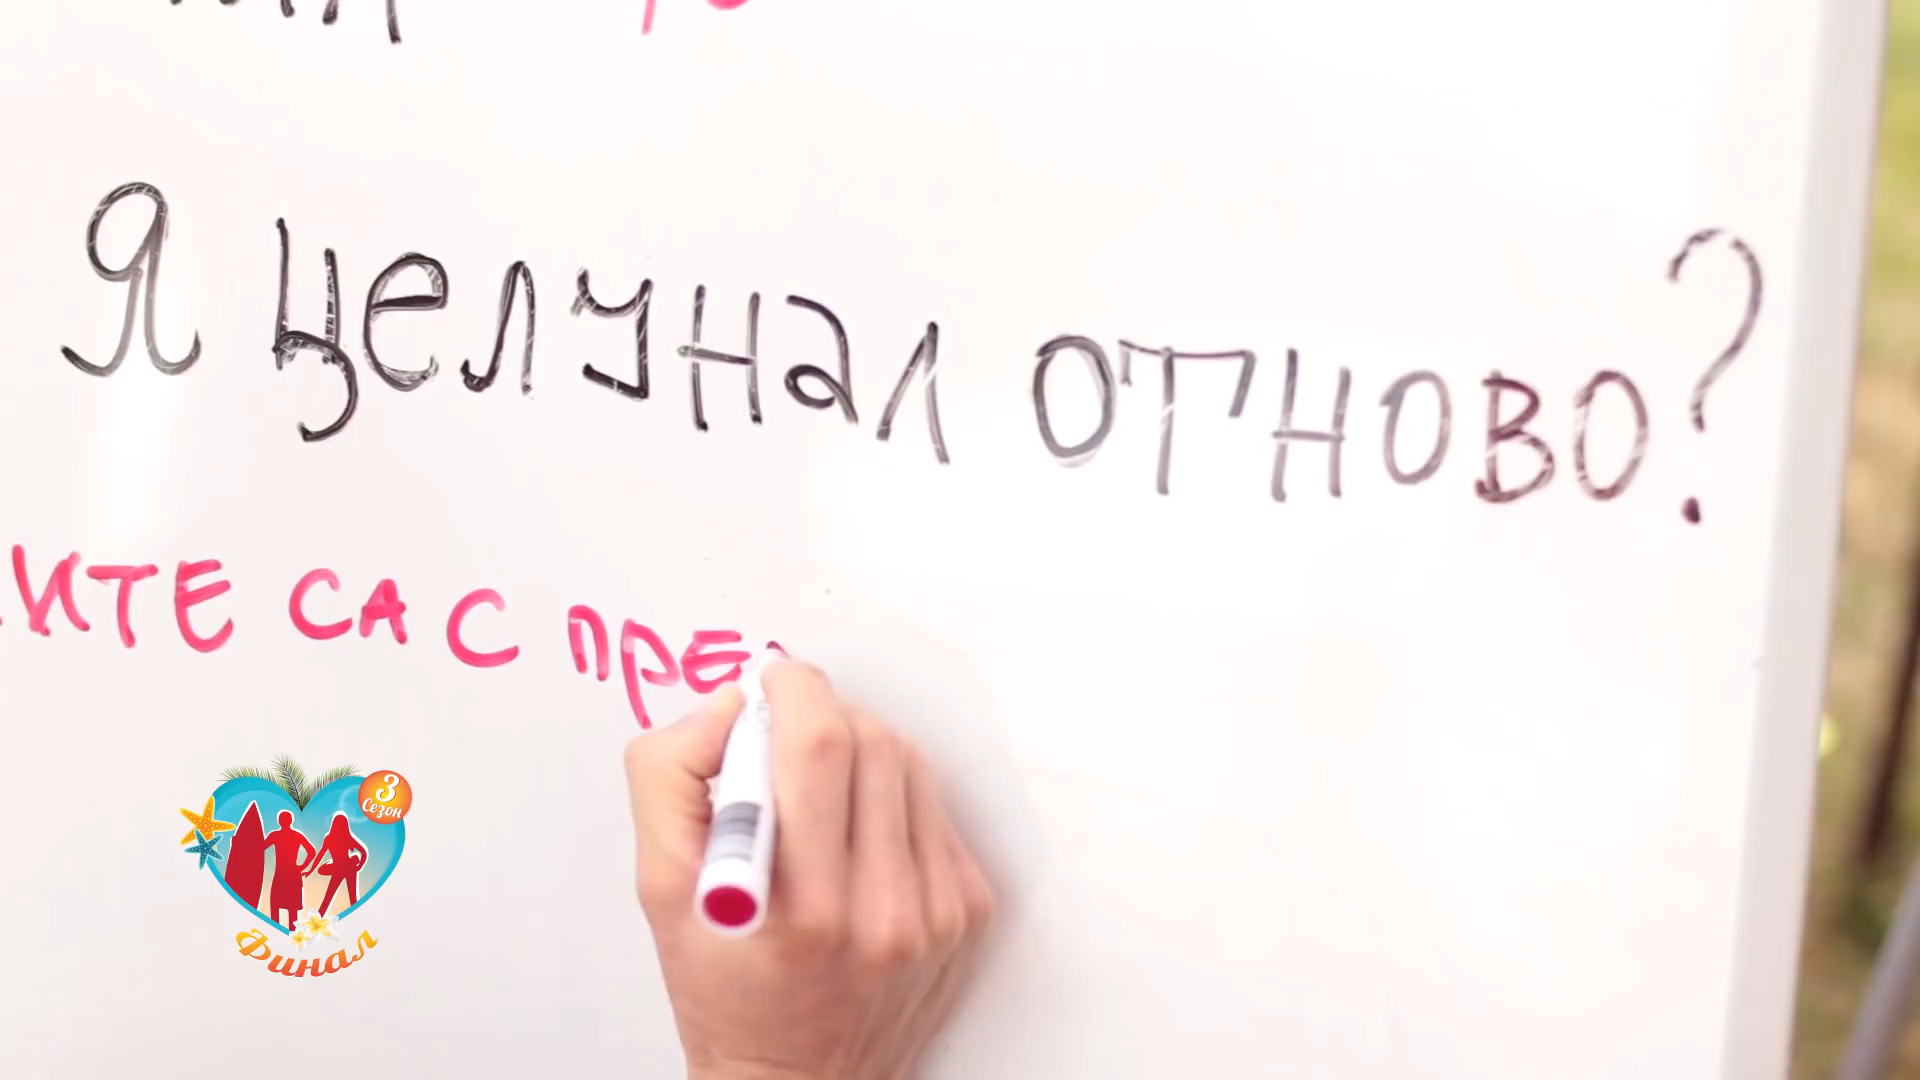 я целунал отново?
ИТЕ СА С ПРЕ
3
Сезон
Финал